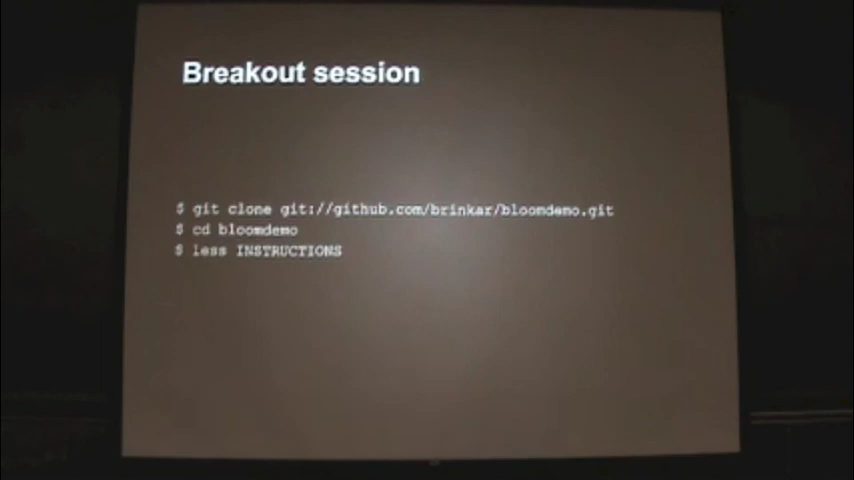 Breakout session
$ git clone git://github.com/brinkar/bloomdemo.git
$ cd bloomdemo
$ less INSTRUCTIONS